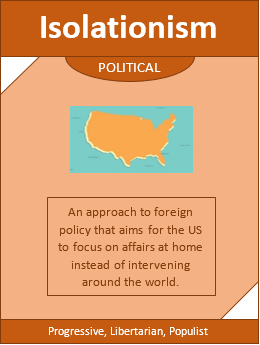 Isolationism
POLITICAL
An approach to foreign
policy that aims for the US
to focus on affairs at home
instead of intervening
around the world.
Progressive, Libertarian, Populist